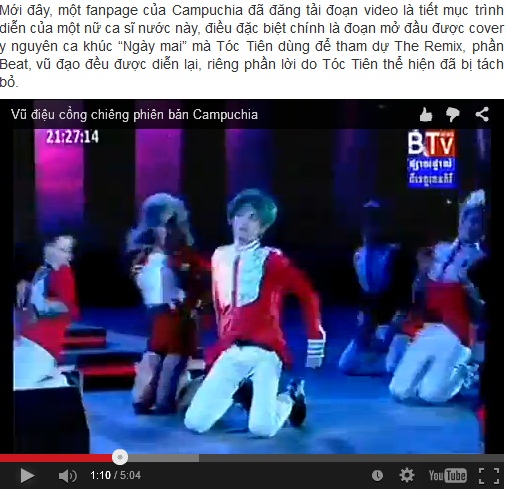 Mới đây, một fanpage của Campuchia đã đăng tải đoạn video là tiết mục trình
diễn của một nữ ca sĩ nước này, điều đặc biệt chính là đoạn mở đầu được cover
y nguyên ca khúc “Ngày mai” mà Tóc Tiên dùng để tham dự The Remix, phần
Beat, vũ đạo đều được diễn lại, riêng phần lời do Tóc Tiên thể hiện đã bị tách
bỏ.
Vũ điệu cồng chiêng phiên bản Campuchia
21:27:14
BTV
1:10 / 5:04
YouTube